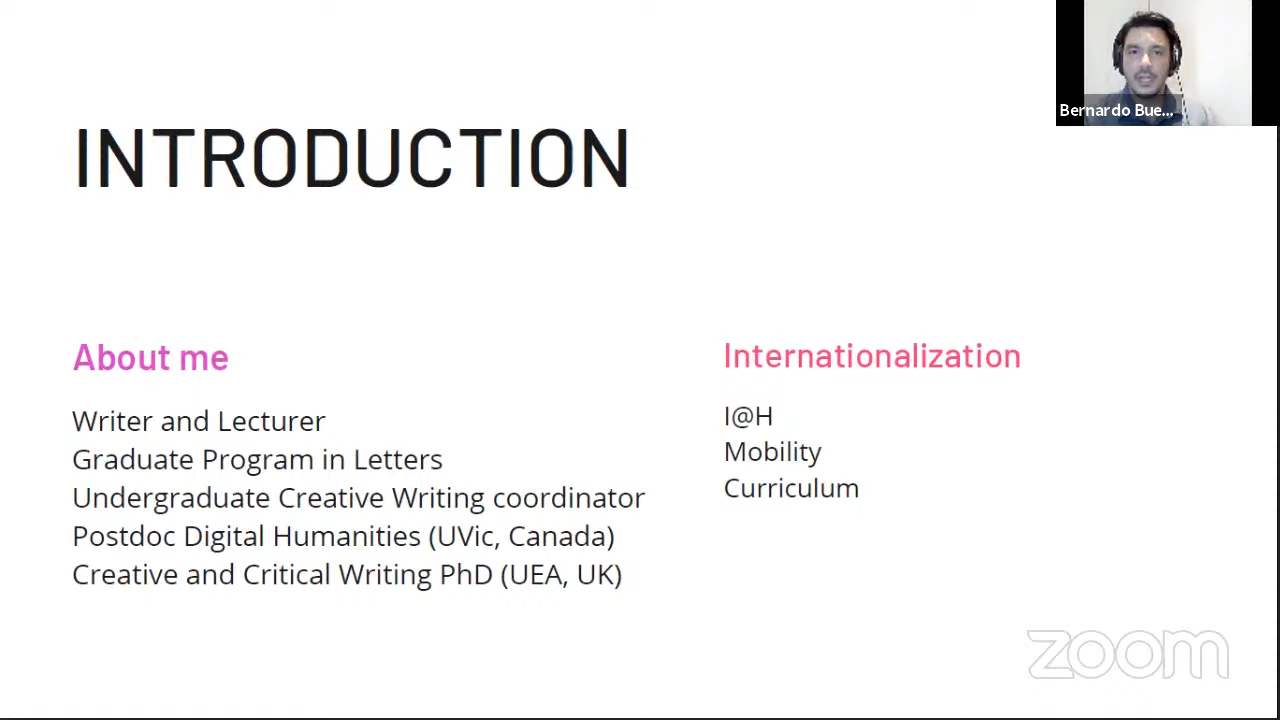 Bernardo Bue...
INTRODUCTION
About me
Writer and Lecturer
Graduate Program in Letters
Undergraduate Creative Writing coordinator
Postdoc Digital Humanities (UVic, Canada)
Creative and Critical Writing PhD (UEA, UK)
Internationalization
I@H
Mobility
Curriculum
zoom